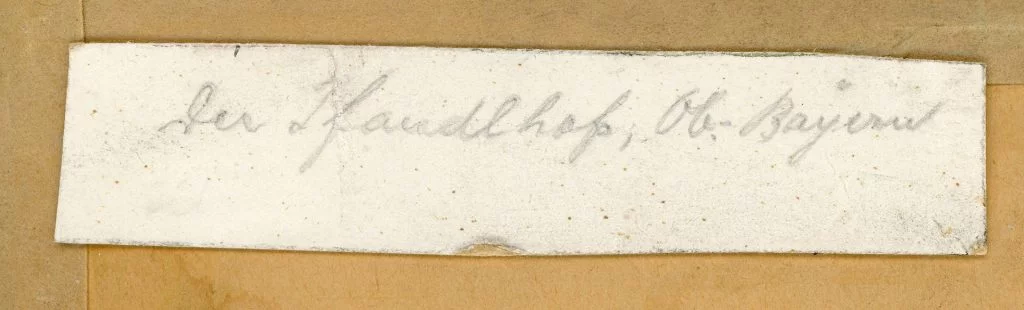 Der Pfandlhof, Ob.-Bayern